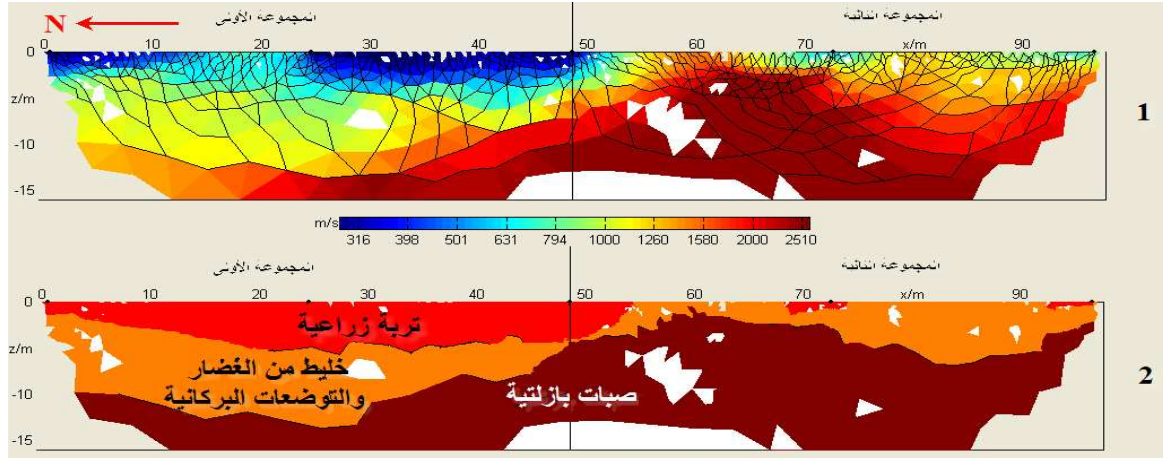 N
المجموعة الأولى
المجموعة الثانية
0 10 20 30 40 50 60 70 x/m 90
0
z/m
-10
-15
1
m/s
316 398 501 631 794 1000 1260 1580 2000 2510
المجموعة الأولى
المجموعة الثانية
0 10 20 30 40 50 60 70 x/m 90
0
z/m
-10
-15
تربة زراعية
خليط من الغُضار
والتوضعات البركانية
صبات بازلتية
2